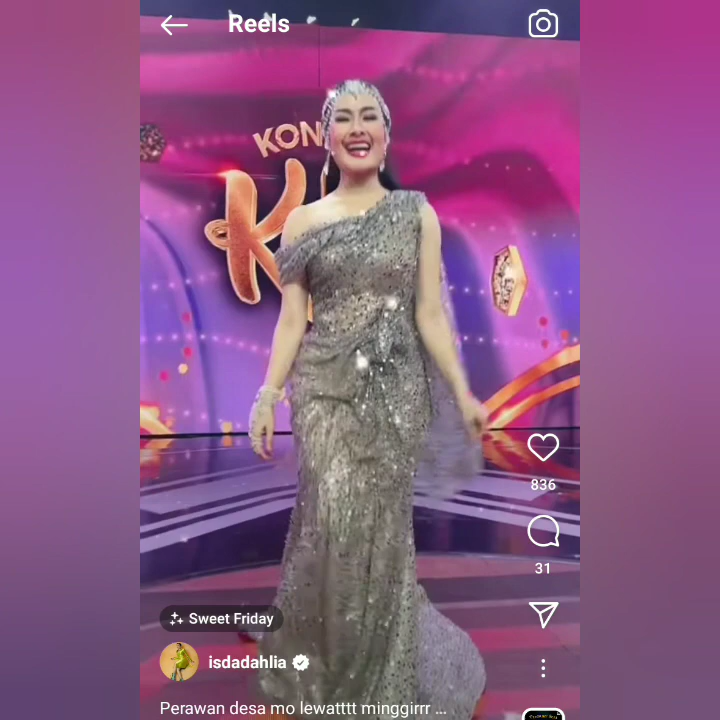 Reels
KON
K
836
31
Sweet Friday
isdadahlia
Perawan desa mo lewatttt minggirrr ...